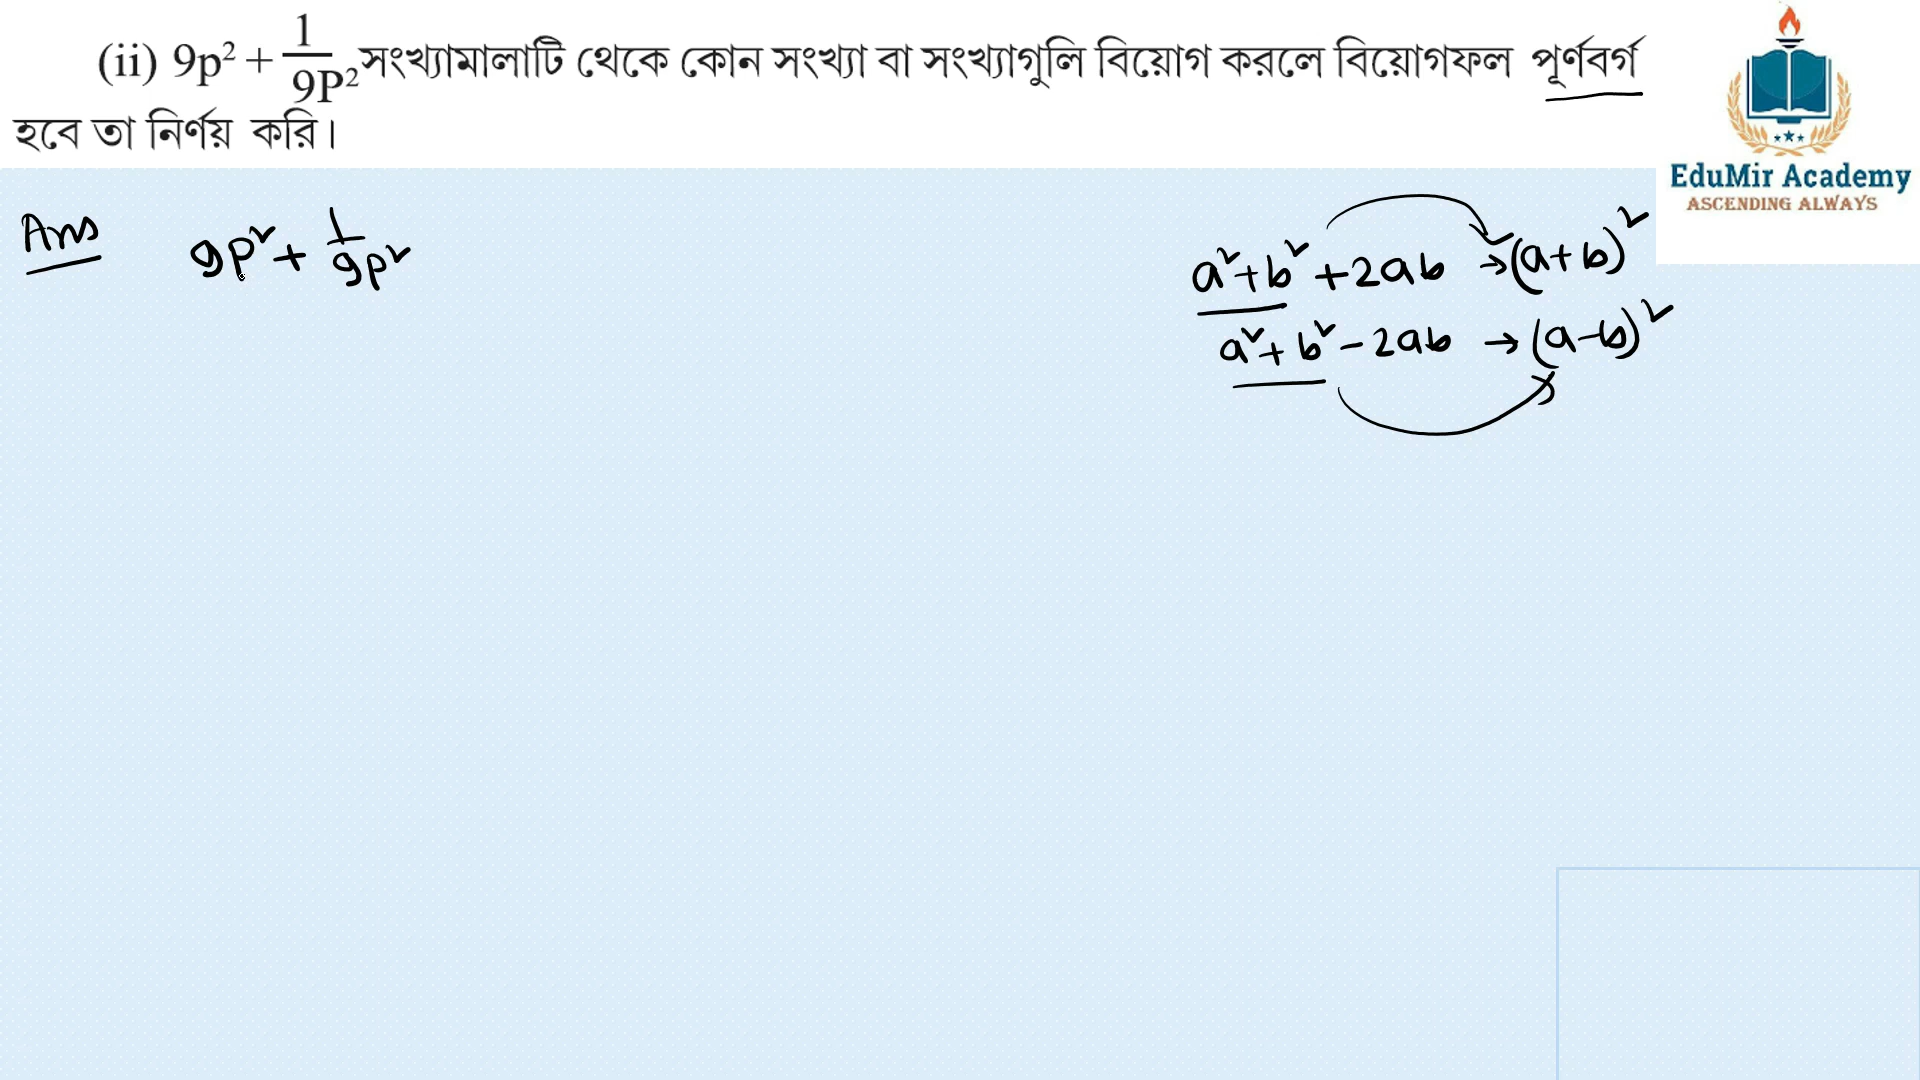 (ii) 9p² + 1/9P² সংখ্যামালাটি থেকে কোন সংখ্যা বা সংখ্যাগুলি বিয়োগ করলে বিয়োগফল পূর্ণবর্গ
হবে তা নির্ণয় করি।
EduMir Academy
ASCENDING ALWAYS
Ans 9p² + 1/9p²
a²+b²+2ab → (a+b)²
a²+b²-2ab → (a-b)²